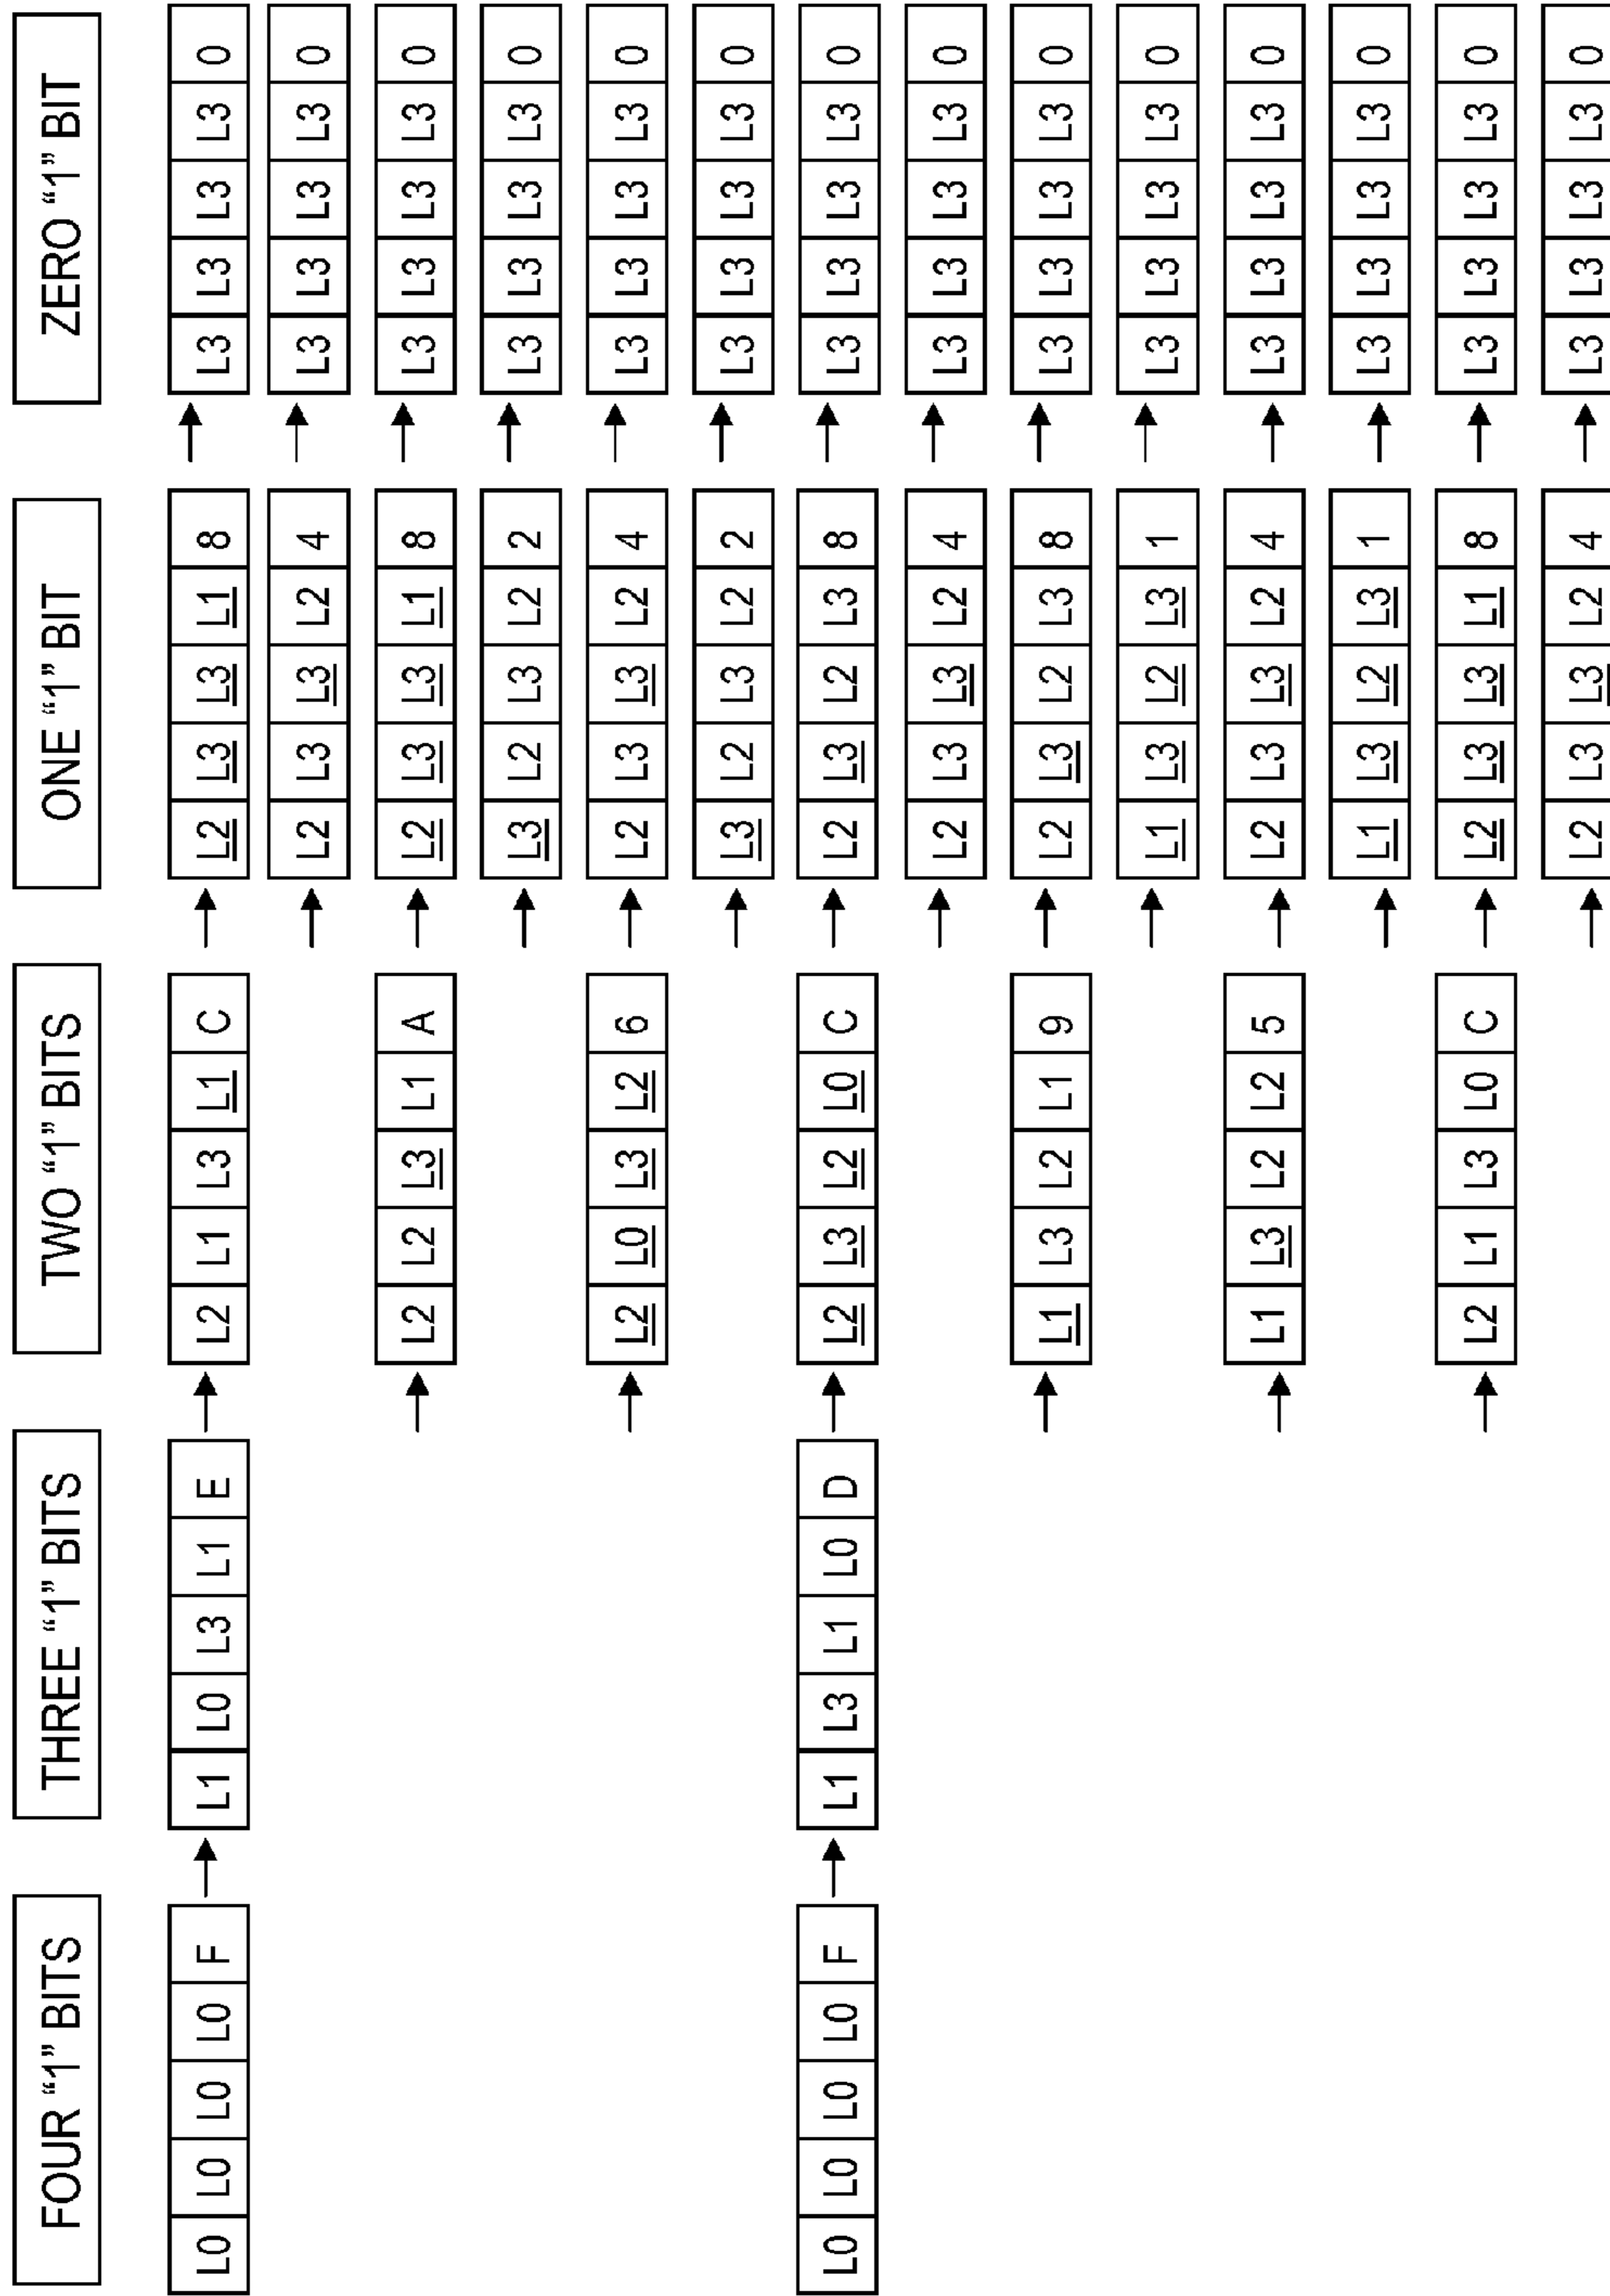 FOUR “1” BITS THREE “1” BITS TWO “1” BITS ONE “1” BIT ZERO “1” BIT
L0 L0 L0 L0 F L1 L0 L3 L1 E L2 L1 L3 L1 C L2 L3 L3 L1 8 L3 L3 L3 L3 0
L2 L3 L3 L2 4 L3 L3 L3 L3 0
L2 L2 L3 L1 A L2 L3 L3 L1 8 L3 L3 L3 L3 0
L3 L2 L3 L2 2 L3 L3 L3 L3 0
L2 L0 L3 L2 6 L2 L3 L3 L2 4 L3 L3 L3 L3 0
L3 L2 L3 L2 2 L3 L3 L3 L3 0
L0 L0 L0 L0 F L1 L3 L1 L0 D L2 L3 L2 L0 C L2 L3 L2 L3 8 L3 L3 L3 L3 0
L2 L3 L3 L2 4 L3 L3 L3 L3 0
L1 L3 L2 L1 9 L2 L3 L2 L3 8 L3 L3 L3 L3 0
L1 L3 L2 L3 1 L3 L3 L3 L3 0
L1 L3 L2 L2 5 L2 L3 L3 L2 4 L3 L3 L3 L3 0
L1 L3 L2 L3 1 L3 L3 L3 L3 0
L2 L1 L3 L0 C L2 L3 L3 L1 8 L3 L3 L3 L3 0
L2 L3 L3 L2 4 L3 L3 L3 L3 0